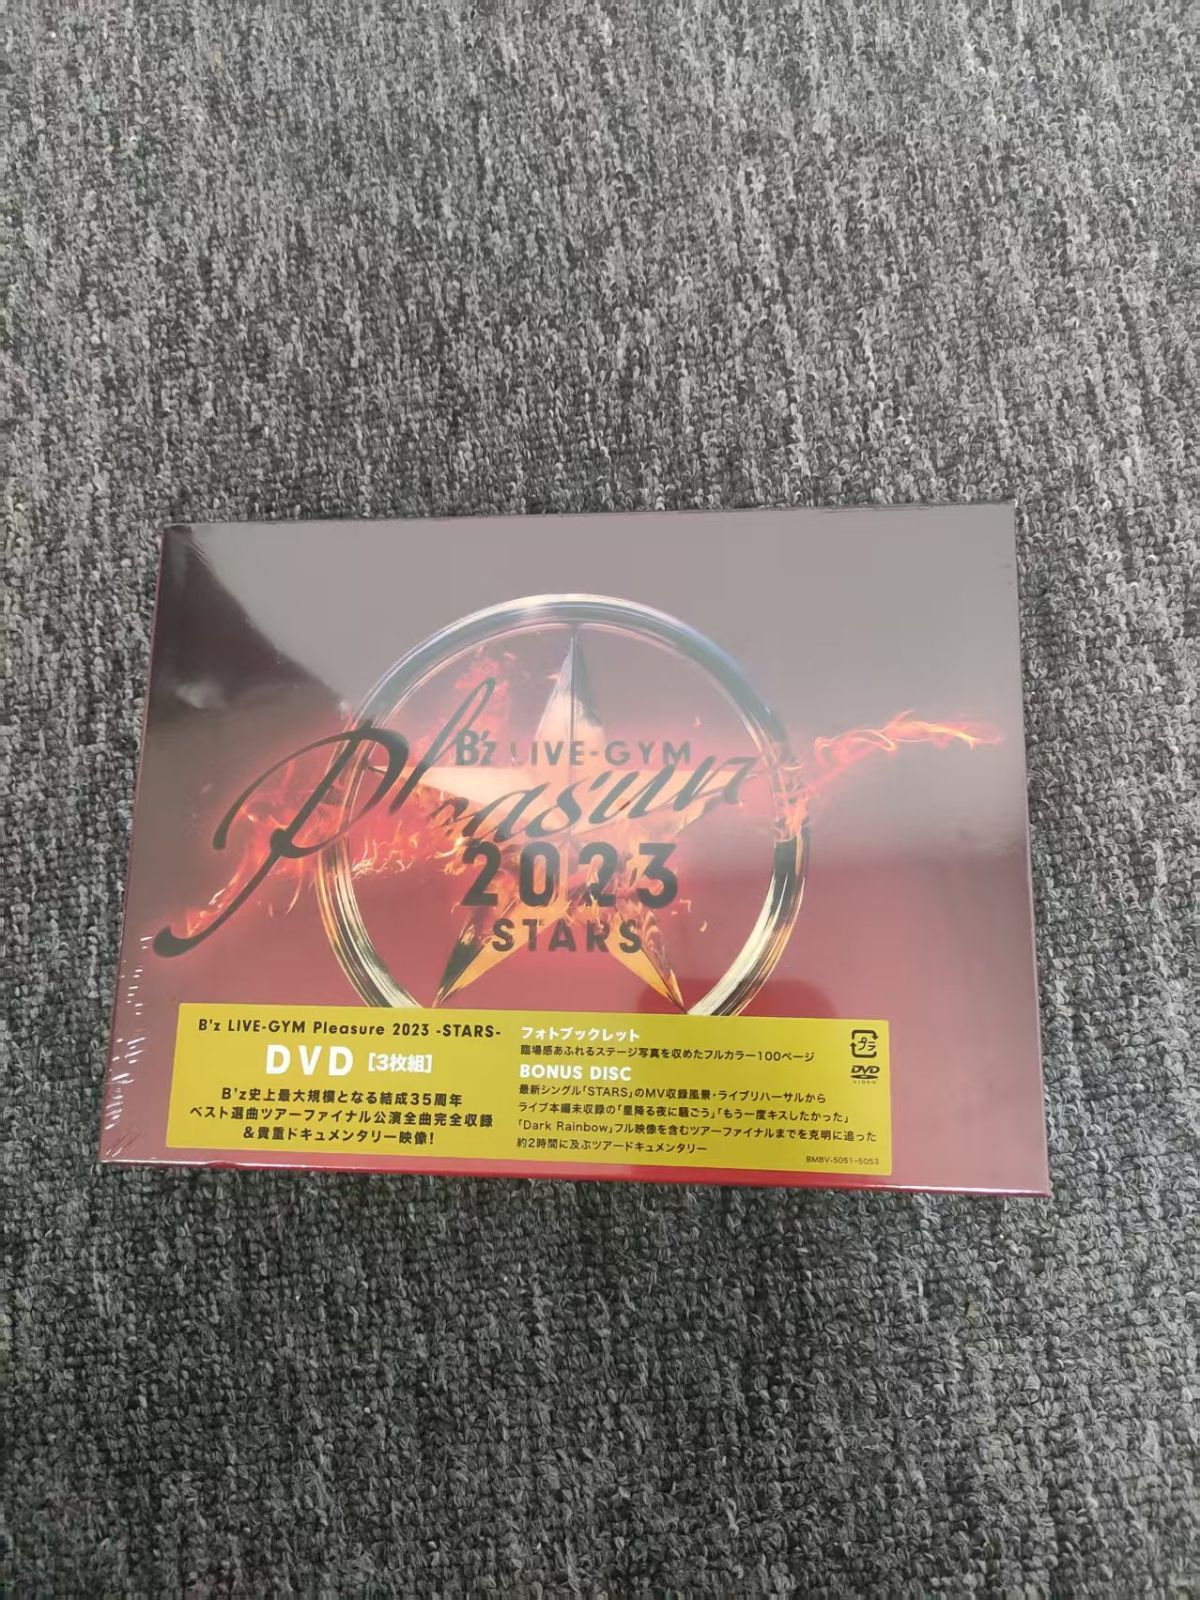 B'z LIVE-GYM
Pleasure
2023
STARS
B'z LIVE-GYM Pleasure 2023 -STARS-
DVD [3枚組]
B'z史上最大規模となる結成35周年
ベスト選曲ツアーファイナル公演全曲完全収録
&貴重ドキュメンタリー映像!
フォトブックレット
臨場感あふれるステージ写真を収めたフルカラー100ページ
BONUS DISC
最新シングル「STARS」のMV収録風景・ライブリハーサルから
ライブ本編未収録の「星降る夜に騒ごう」「もう一度キスしたかった」
「Dark Rainbow」フル映像を含むツアーファイナルまでを克明に追った
約2時間に及ぶツアードキュメンタリー
プラ
DVD
VIDEO
BMBV-5051~5053